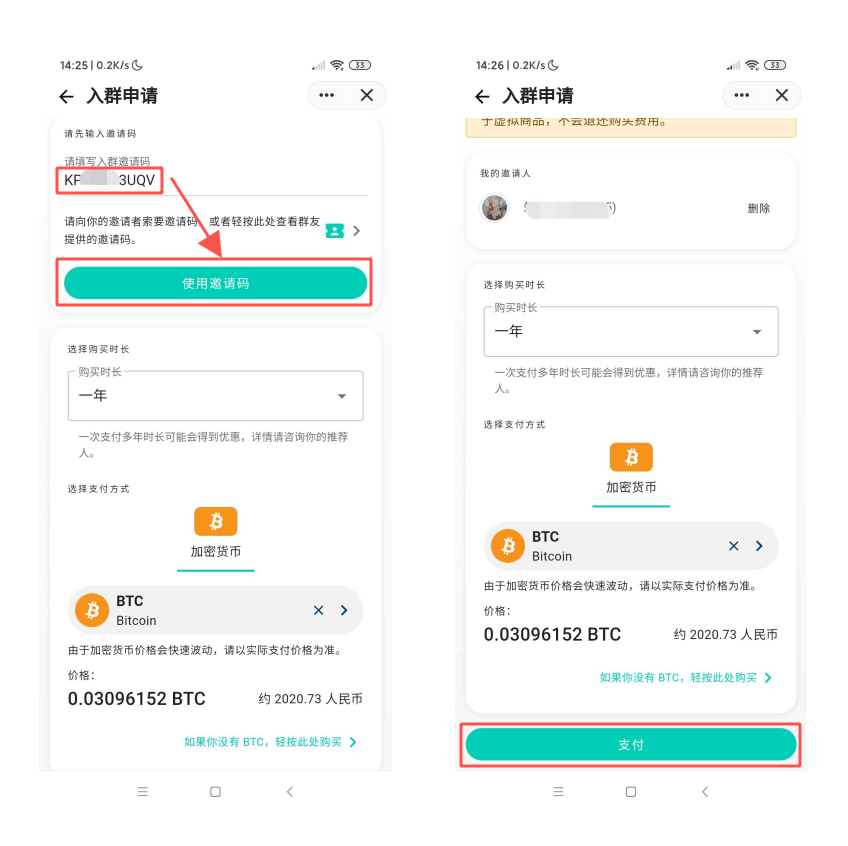 14:25 | 0.2K/s
33
入群申请
请先输入邀请码
请填写入群邀请码
KF 3UQV
请向你的邀请者索要邀请码，或者轻按此处查看群友
提供的邀请码。
使用邀请码
选择购买时长
购买时长
一年
一次支付多年时长可能会得到优惠，详情请咨询你的推荐
人。
选择支付方式
加密货币
BTC
Bitcoin
由于加密货币价格会快速波动，请以实际支付价格为准。
价格：
0.03096152 BTC 约 2020.73 人民币
如果你没有 BTC，轻按此处购买
14:26 | 0.2K/s
33
入群申请
于虚拟商品，不会退还购买费用。
我的邀请人
删除
选择购买时长
购买时长
一年
一次支付多年时长可能会得到优惠，详情请咨询你的推荐
人。
选择支付方式
加密货币
BTC
Bitcoin
由于加密货币价格会快速波动，请以实际支付价格为准。
价格：
0.03096152 BTC 约 2020.73 人民币
如果你没有 BTC，轻按此处购买
支付